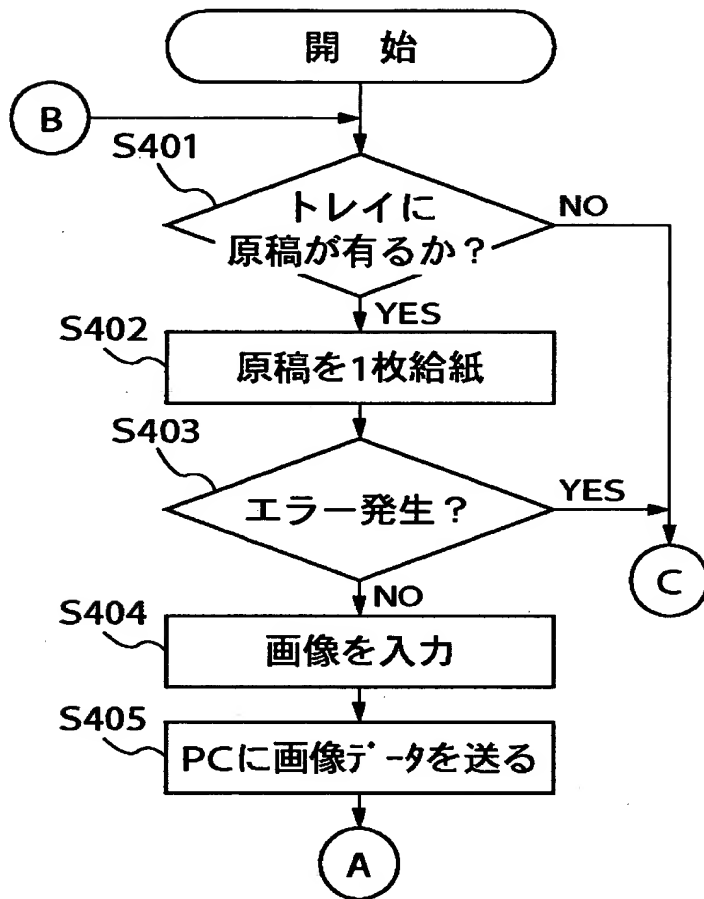 開 始
B
S401
トレイに
原稿が有るか？
NO
YES
S402
原稿を1枚給紙
S403
エラー発生？
YES
C
NO
S404
画像を入力
S405
PCに画像ﾃﾞｰﾀを送る
A